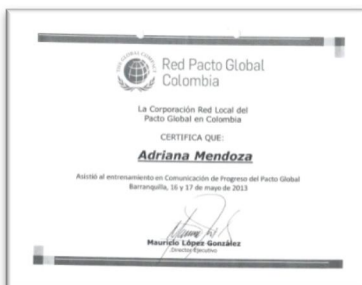 Red Pacto Global
Colombia
La Corporación Red Local del
Pacto Global en Colombia
CERTIFICA QUE:
Adriana Mendoza
Asistió al entrenamiento en Comunicación de Progreso del Pacto Global
Barranquilla, 16 y 17 de mayo de 2013
Mauricio López González
Director Ejecutivo